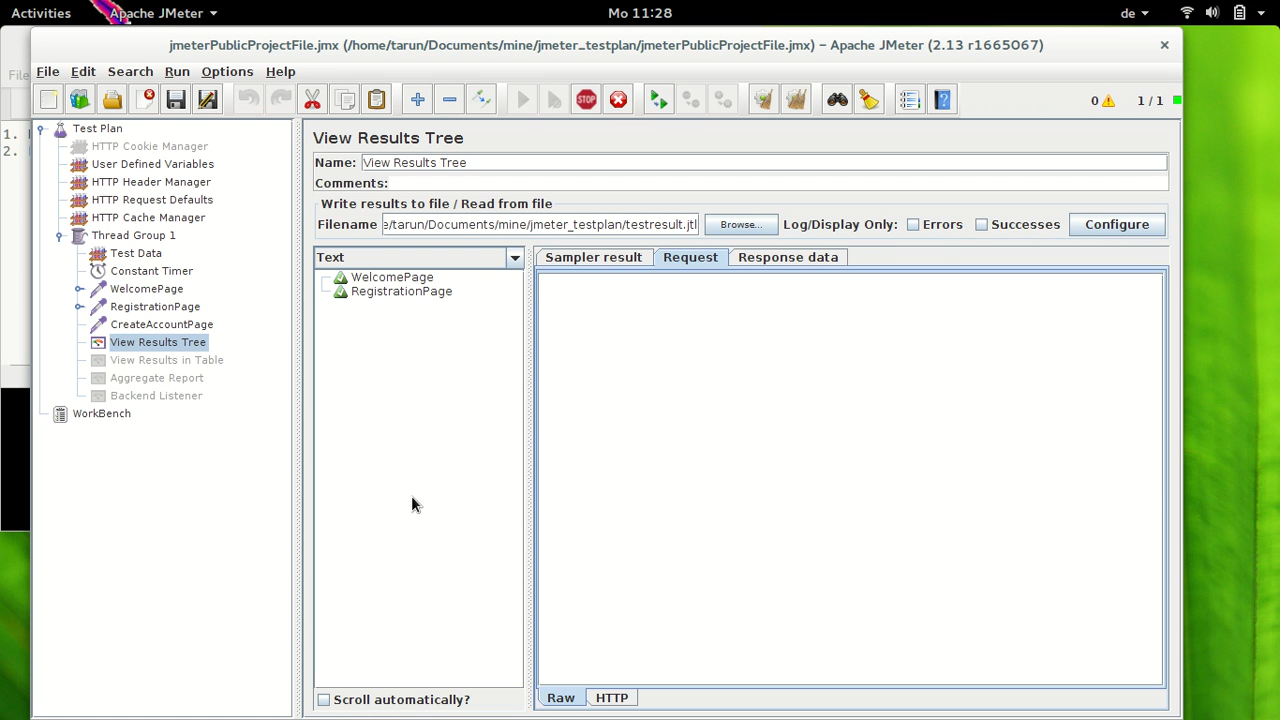 Activities Apache JMeter Mo 11:28 de
jmeterPublicProjectFile.jmx (/home/tarun/Documents/mine/jmeter_testplan/jmeterPublicProjectFile.jmx) – Apache JMeter (2.13 r1665067)
File Edit Search Run Options Help
File
STOP
0 1 / 1
1.
2.
Test Plan
HTTP Cookie Manager
User Defined Variables
HTTP Header Manager
HTTP Request Defaults
HTTP Cache Manager
Thread Group 1
Test Data
Constant Timer
WelcomePage
RegistrationPage
CreateAccountPage
View Results Tree
View Results in Table
Aggregate Report
Backend Listener
WorkBench
View Results Tree
Name: View Results Tree
Comments:
Write results to file / Read from file
Filename e/tarun/Documents/mine/jmeter_testplan/testresult.jtl Browse... Log/Display Only: Errors Successes Configure
Text
WelcomePage
RegistrationPage
Scroll automatically?
Sampler result Request Response data
Raw HTTP